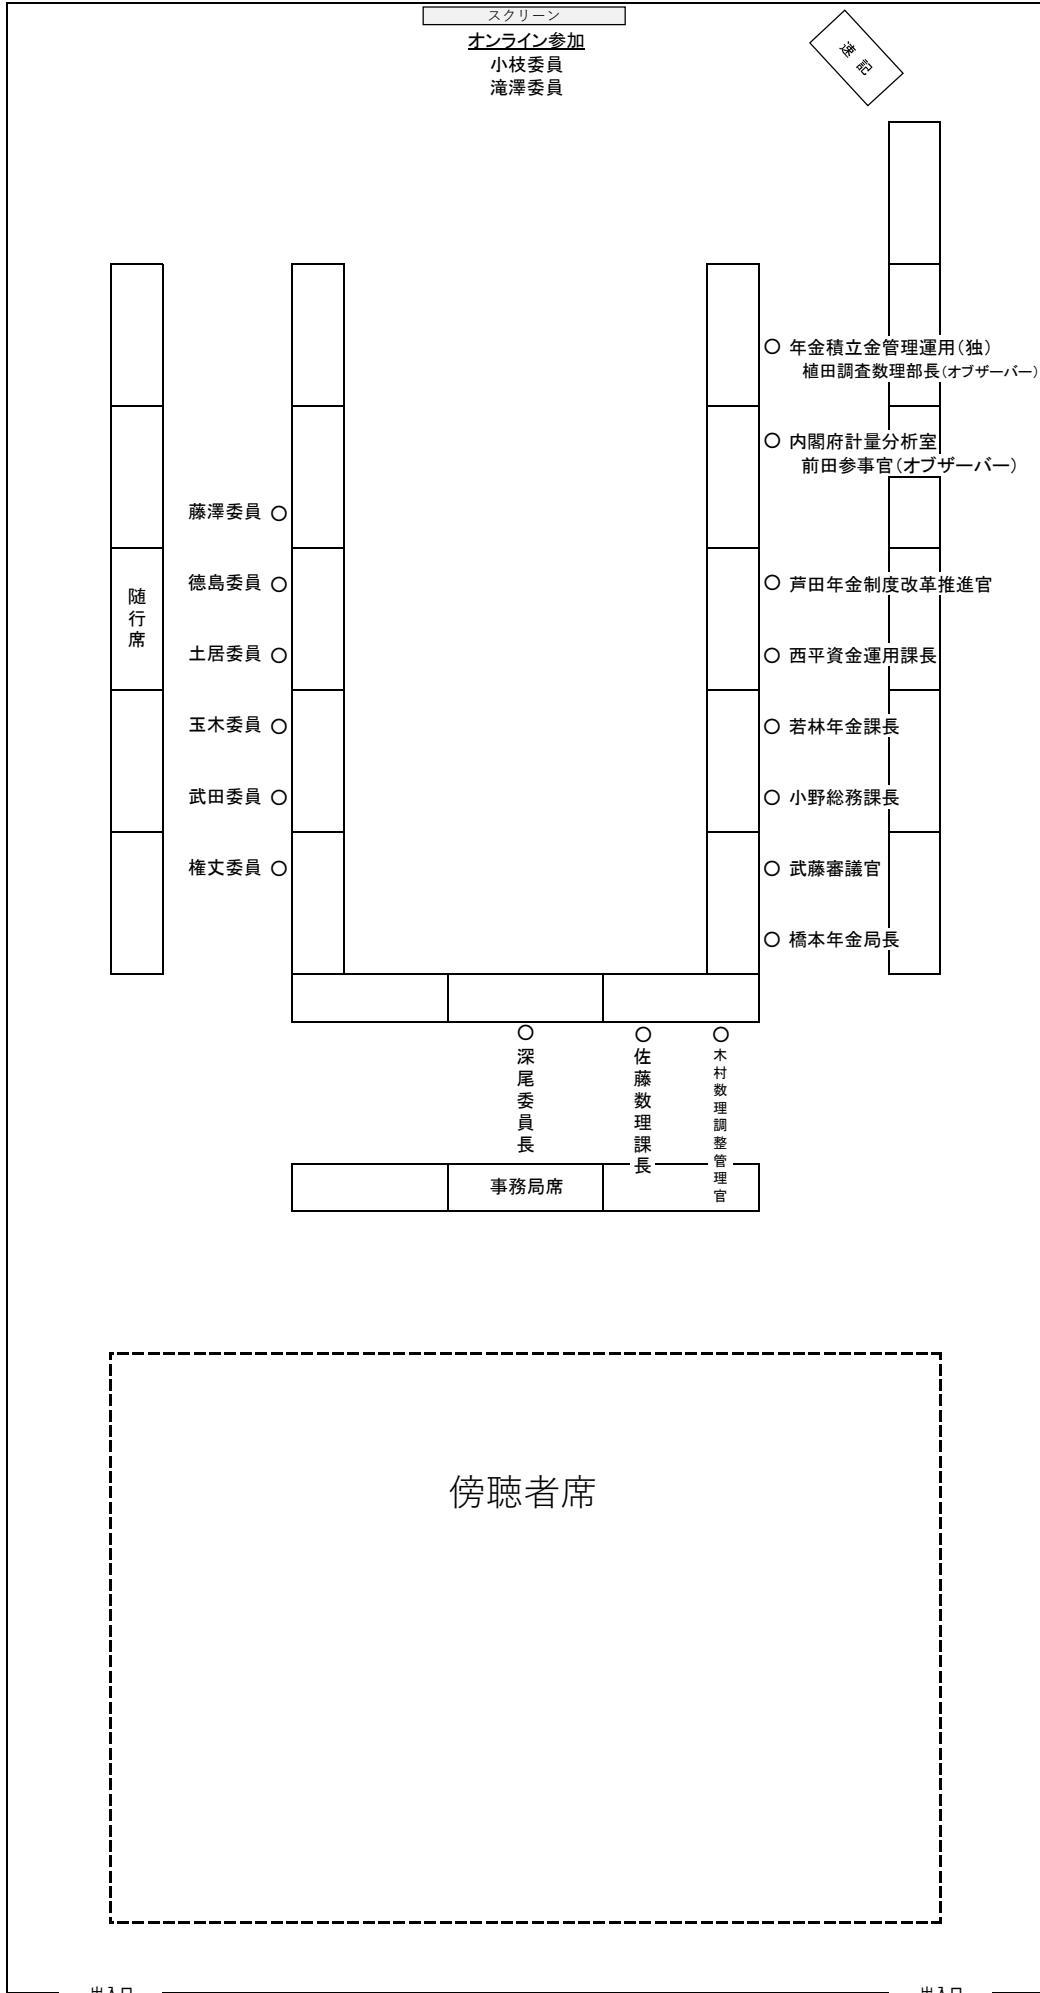 スクリーン
オンライン参加
小枝委員
滝澤委員
速記
年金積立金管理運用(独)
植田調査数理部長(オブザーバー)
内閣府計量分析室
前田参事官(オブザーバー)
藤澤委員
徳島委員
芦田年金制度改革推進官
随行席
土居委員
西平資金運用課長
玉木委員
若林年金課長
武田委員
小野総務課長
権丈委員
武藤審議官
橋本年金局長
深尾委員長
佐藤数理課長
木村数理調整管理官
事務局席
傍聴者席
出入口
出入口